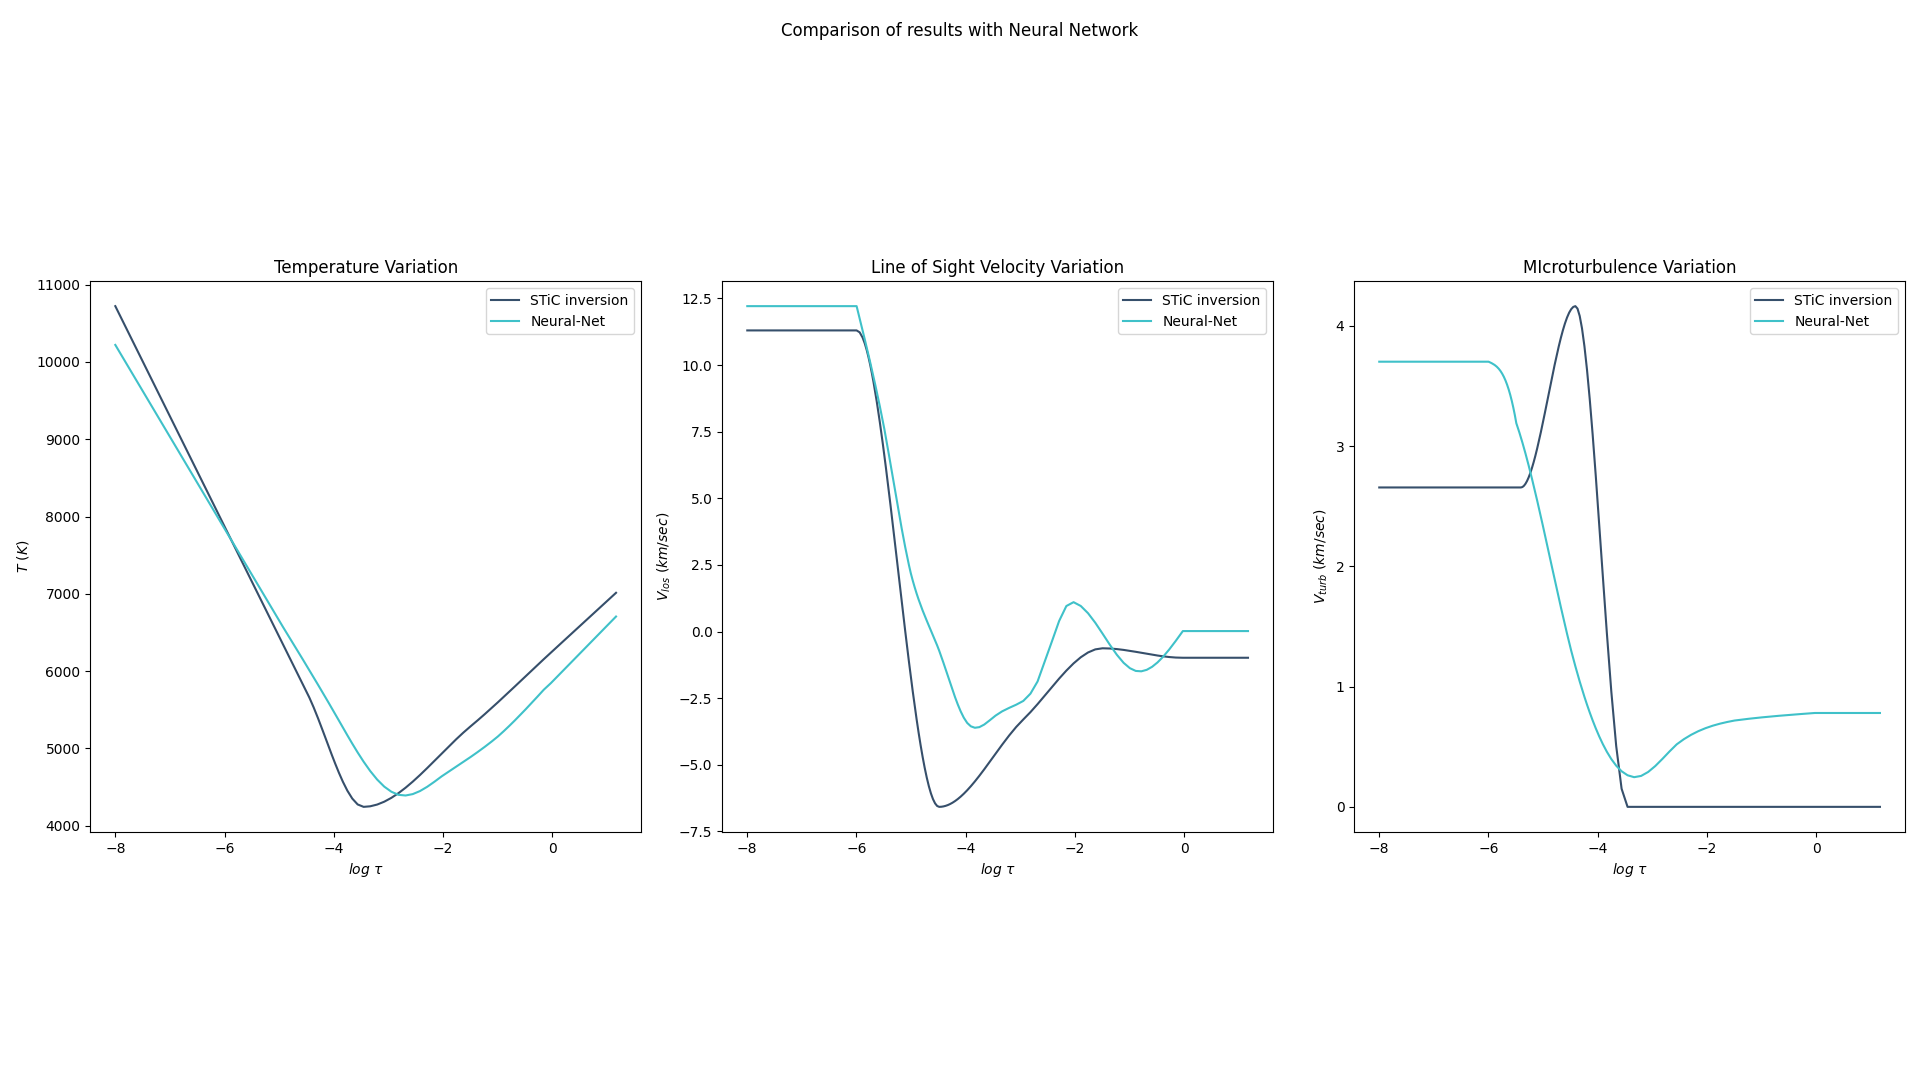 Comparison of results with Neural Network
Temperature Variation
11000
10000
9000
8000
7000
6000
5000
4000
T (K)
STiC inversion
Neural-Net
−8 −6 −4 −2 0
log τ
Line of Sight Velocity Variation
12.5
10.0
7.5
5.0
2.5
0.0
−2.5
−5.0
−7.5
V_los (km/sec)
STiC inversion
Neural-Net
−8 −6 −4 −2 0
log τ
MIcroturbulence Variation
4
3
2
1
0
V_turb (km/sec)
STiC inversion
Neural-Net
−8 −6 −4 −2 0
log τ